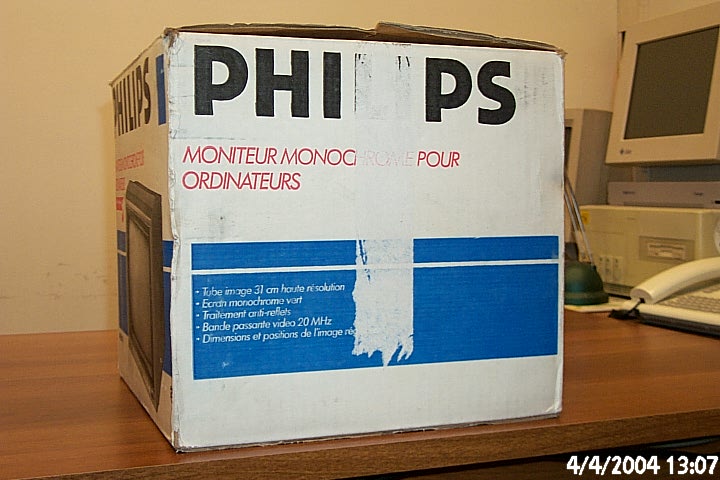 PHILIPS
PHILIPS
MONITEUR MONOCHROME POUR
ORDINATEURS
- Tube image 31 cm haute résolution
- Ecran monochrome vert
- Traitement anti-reflets
- Bande passante video 20 MHz
- Dimensions et positions de l'image
4/4/2004 13:07